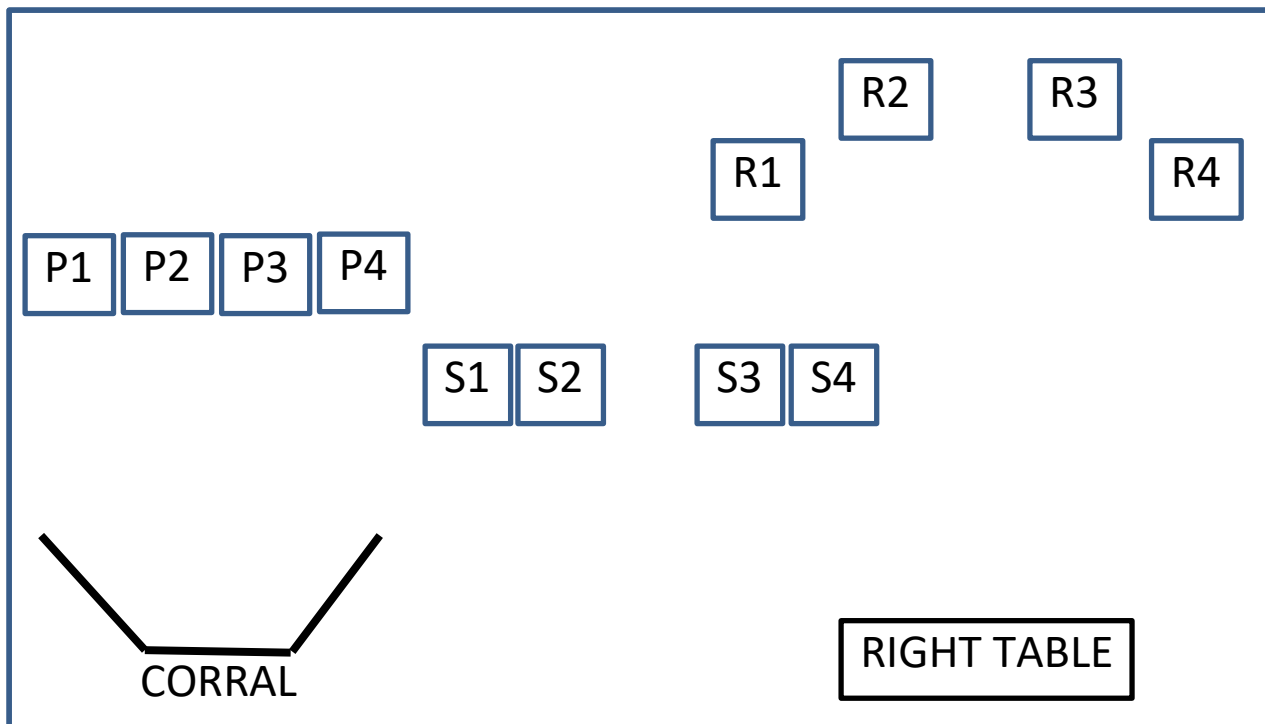 R2 R3
R1 R4
P1 P2 P3 P4
S1 S2 S3 S4
RIGHT TABLE
CORRAL